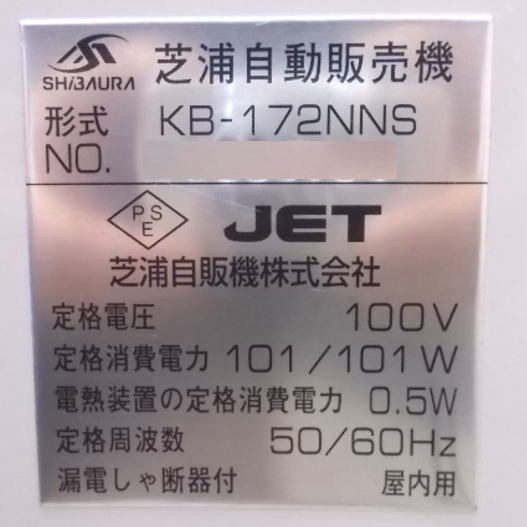 SHiBAURA 芝浦自動販売機
形式 KB-172NNS
NO.
PSE JET
芝浦自販機株式会社
定格電圧 100V
定格消費電力 101/101W
電熱装置の定格消費電力 0.5W
定格周波数 50/60Hz
漏電しゃ断器付 屋内用